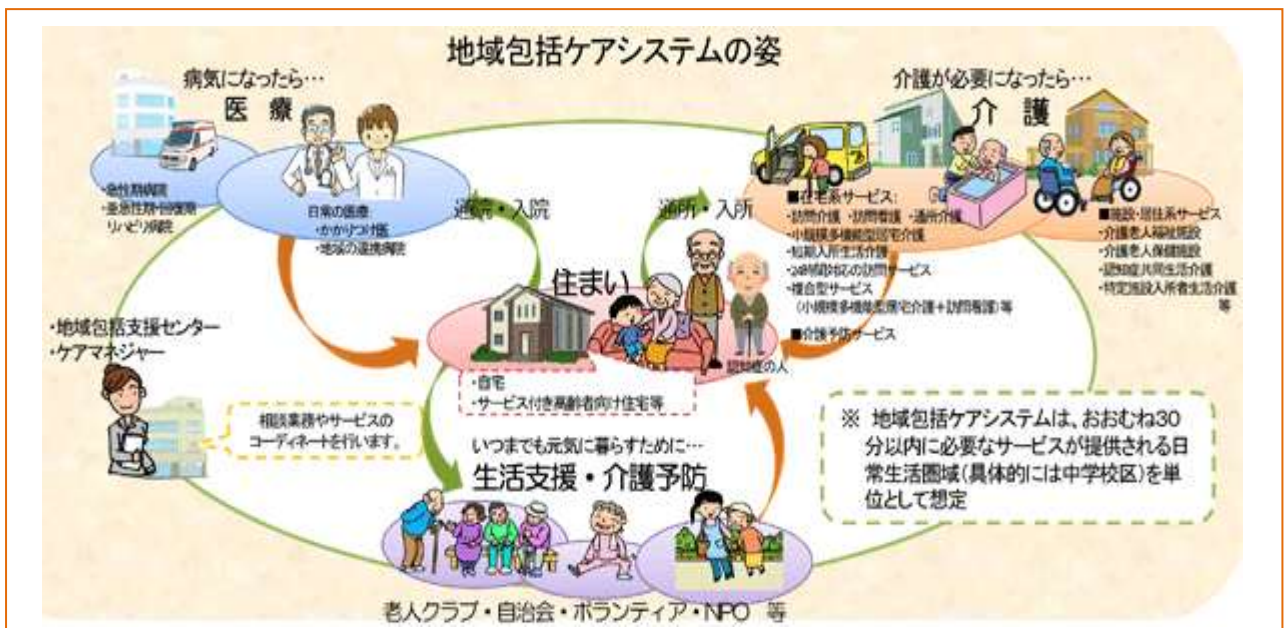 地域包括ケアシステムの姿
病気になったら…
医 療
・急性期病院
・亜急性期・回復期
リハビリ病院
日常の医療:
・かかりつけ医
・地域の連携病院
通院・入院
通所・入所
介護が必要になったら…
介 護
■在宅系サービス:
・訪問介護 ・訪問看護 ・通所介護
・小規模多機能型居宅介護
・短期入所生活介護
・24時間対応の訪問サービス
・複合型サービス
(小規模多機能型居宅介護+訪問看護)等
■介護予防サービス
■施設・居住系サービス
・介護老人福祉施設
・介護老人保健施設
・認知症共同生活介護
・特定施設入所者生活介護
等
住まい
認知症の人
・自宅
・サービス付き高齢者向け住宅等
・地域包括支援センター
・ケアマネジャー
相談業務やサービスの
コーディネートを行います。
いつまでも元気に暮らすために…
生活支援・介護予防
老人クラブ・自治会・ボランティア・NPO 等
※ 地域包括ケアシステムは、おおむね30
分以内に必要なサービスが提供される日
常生活圏域(具体的には中学校区)を単
位として想定